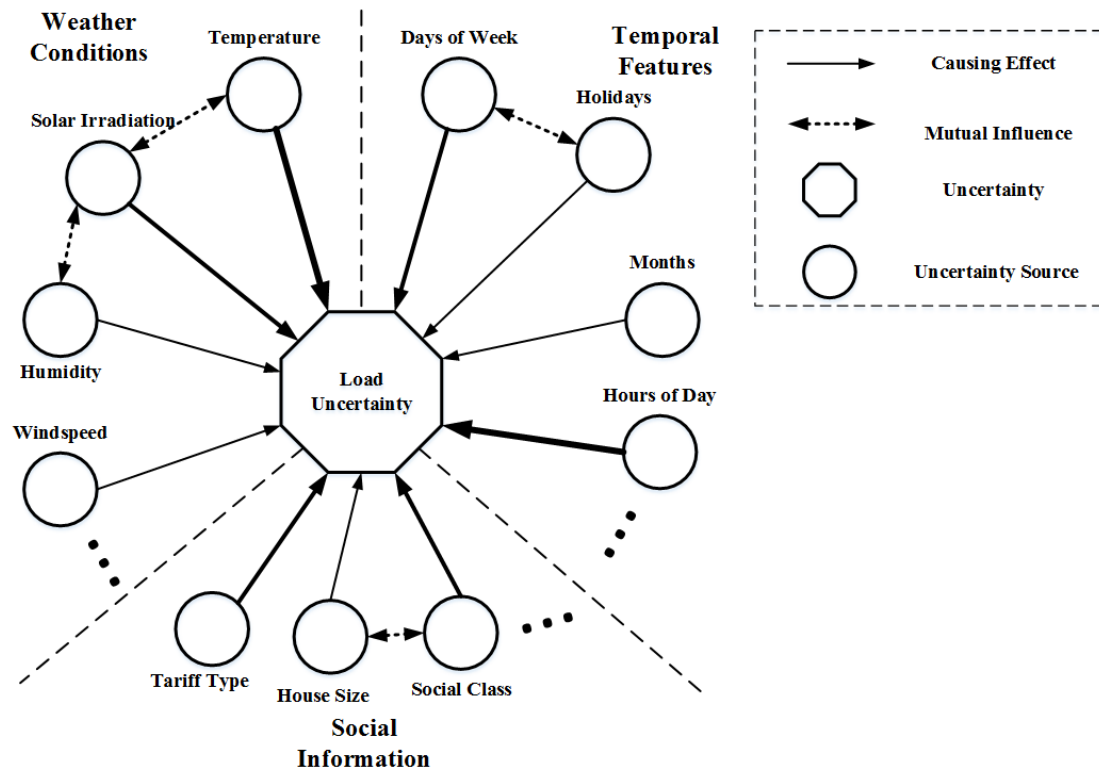 Weather
Conditions
Temperature
Days of Week
Temporal
Features
Holidays
Solar Irradiation
Months
Humidity
Load
Uncertainty
Hours of Day
Windspeed
Tariff Type
House Size
Social Class
Social
Information
Causing Effect
Mutual Influence
Uncertainty
Uncertainty Source